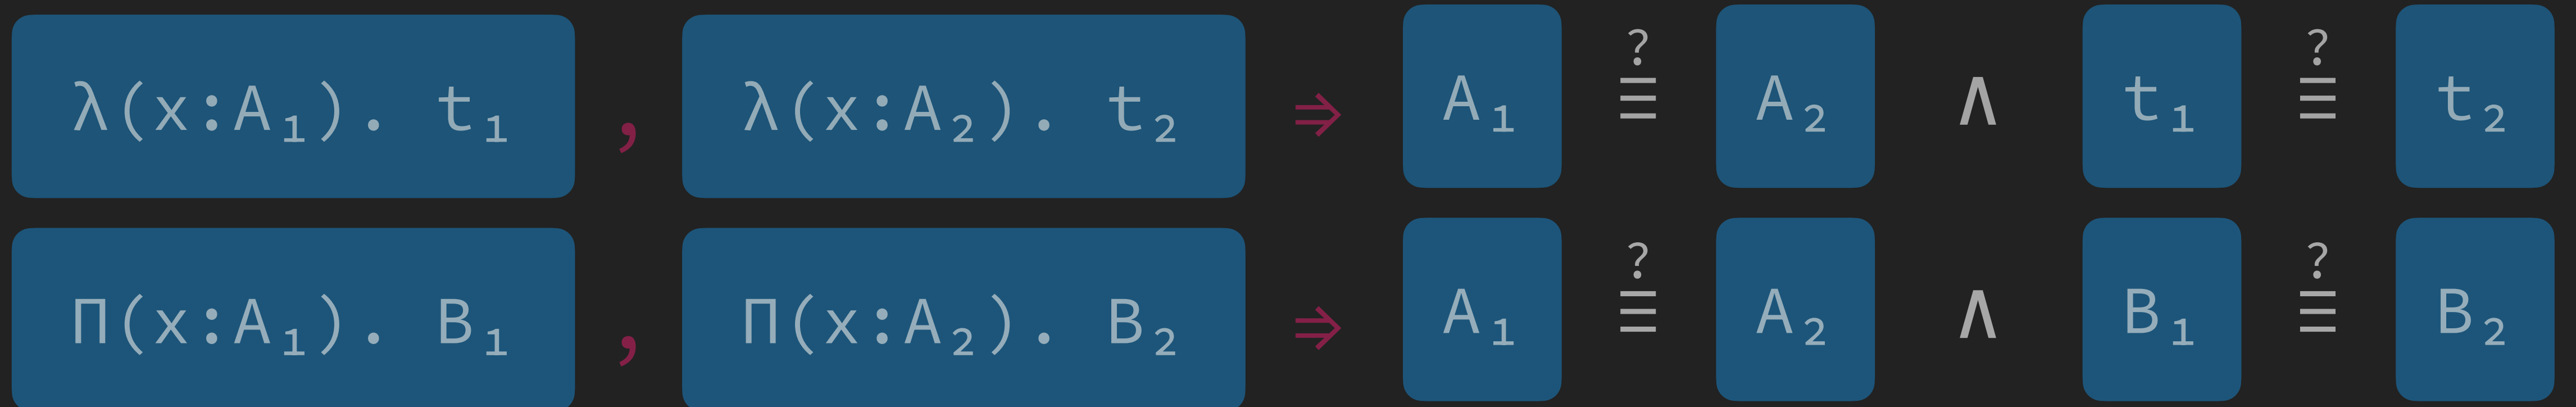 λ(x:A₁). t₁ , λ(x:A₂). t₂ ⇒ A₁ ≡? A₂ ∧ t₁ ≡? t₂
Π(x:A₁). B₁ , Π(x:A₂). B₂ ⇒ A₁ ≡? A₂ ∧ B₁ ≡? B₂